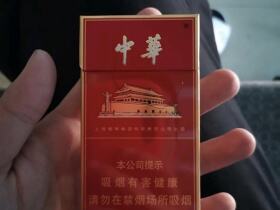 中華
本公司提示
吸烟有害健康
请勿在禁烟场所吸烟